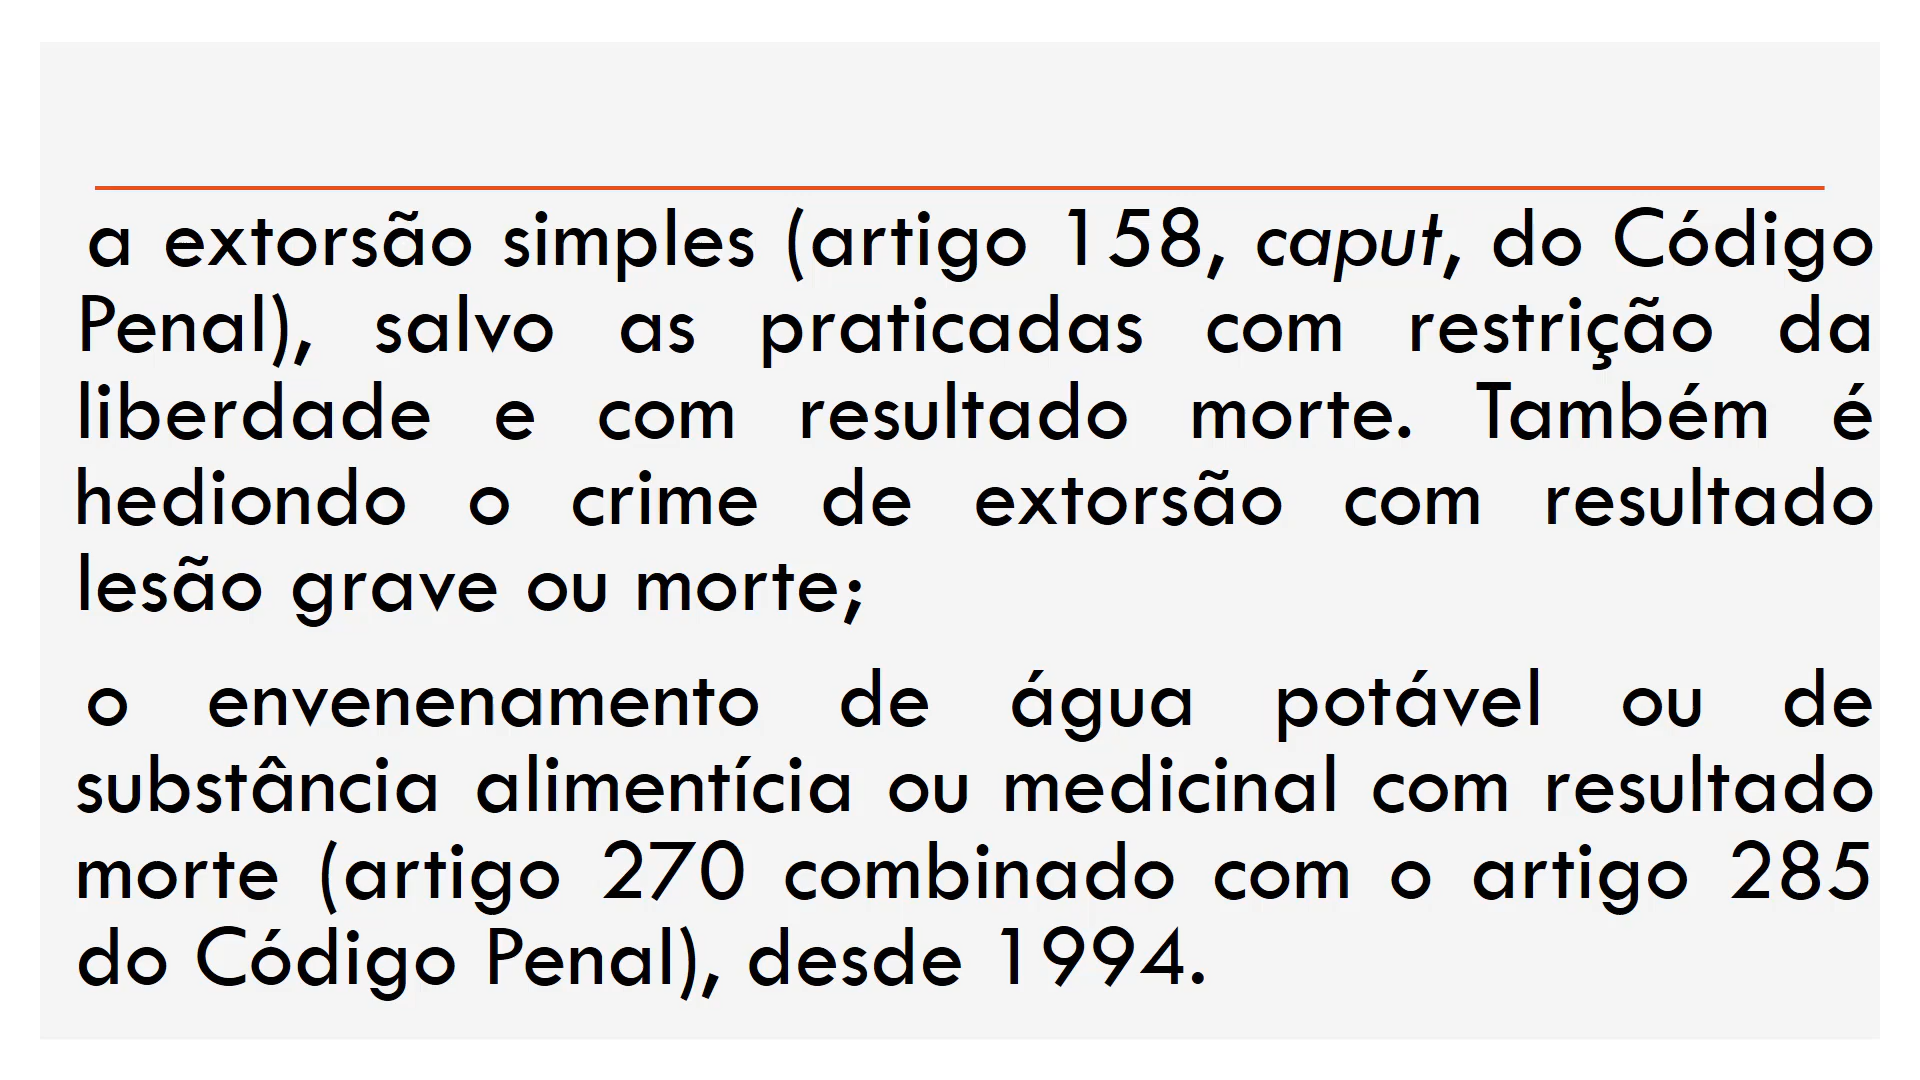 a extorsão simples (artigo 158, caput, do Código
Penal), salvo as praticadas com restrição da
liberdade e com resultado morte. Também é
hediondo o crime de extorsão com resultado
lesão grave ou morte;
o envenenamento de água potável ou de
substância alimentícia ou medicinal com resultado
morte (artigo 270 combinado com o artigo 285
do Código Penal), desde 1994.